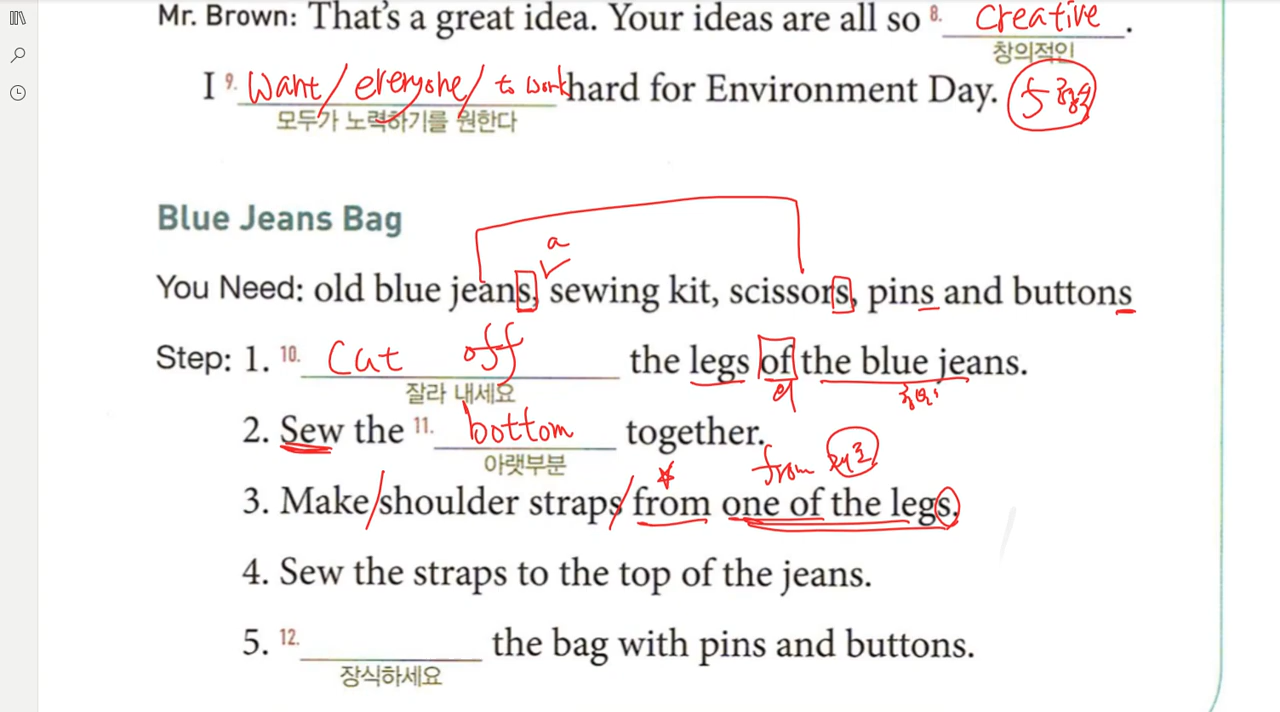 Mr. Brown: That's a great idea. Your ideas are all so 8. creative.
창의적인
I 9. want / everyone / to work hard for Environment Day. 5형식
모두가 노력하기를 원한다
Blue Jeans Bag
a
You Need: old blue jeans, sewing kit, scissors, pins and buttons
Step: 1. 10. Cut off the legs of the blue jeans.
잘라 내세요 의
2. Sew the 11. bottom together.
아랫부분 from 재료
3. Make/shoulder straps/from one of the legs.
4. Sew the straps to the top of the jeans.
5. 12. the bag with pins and buttons.
장식하세요